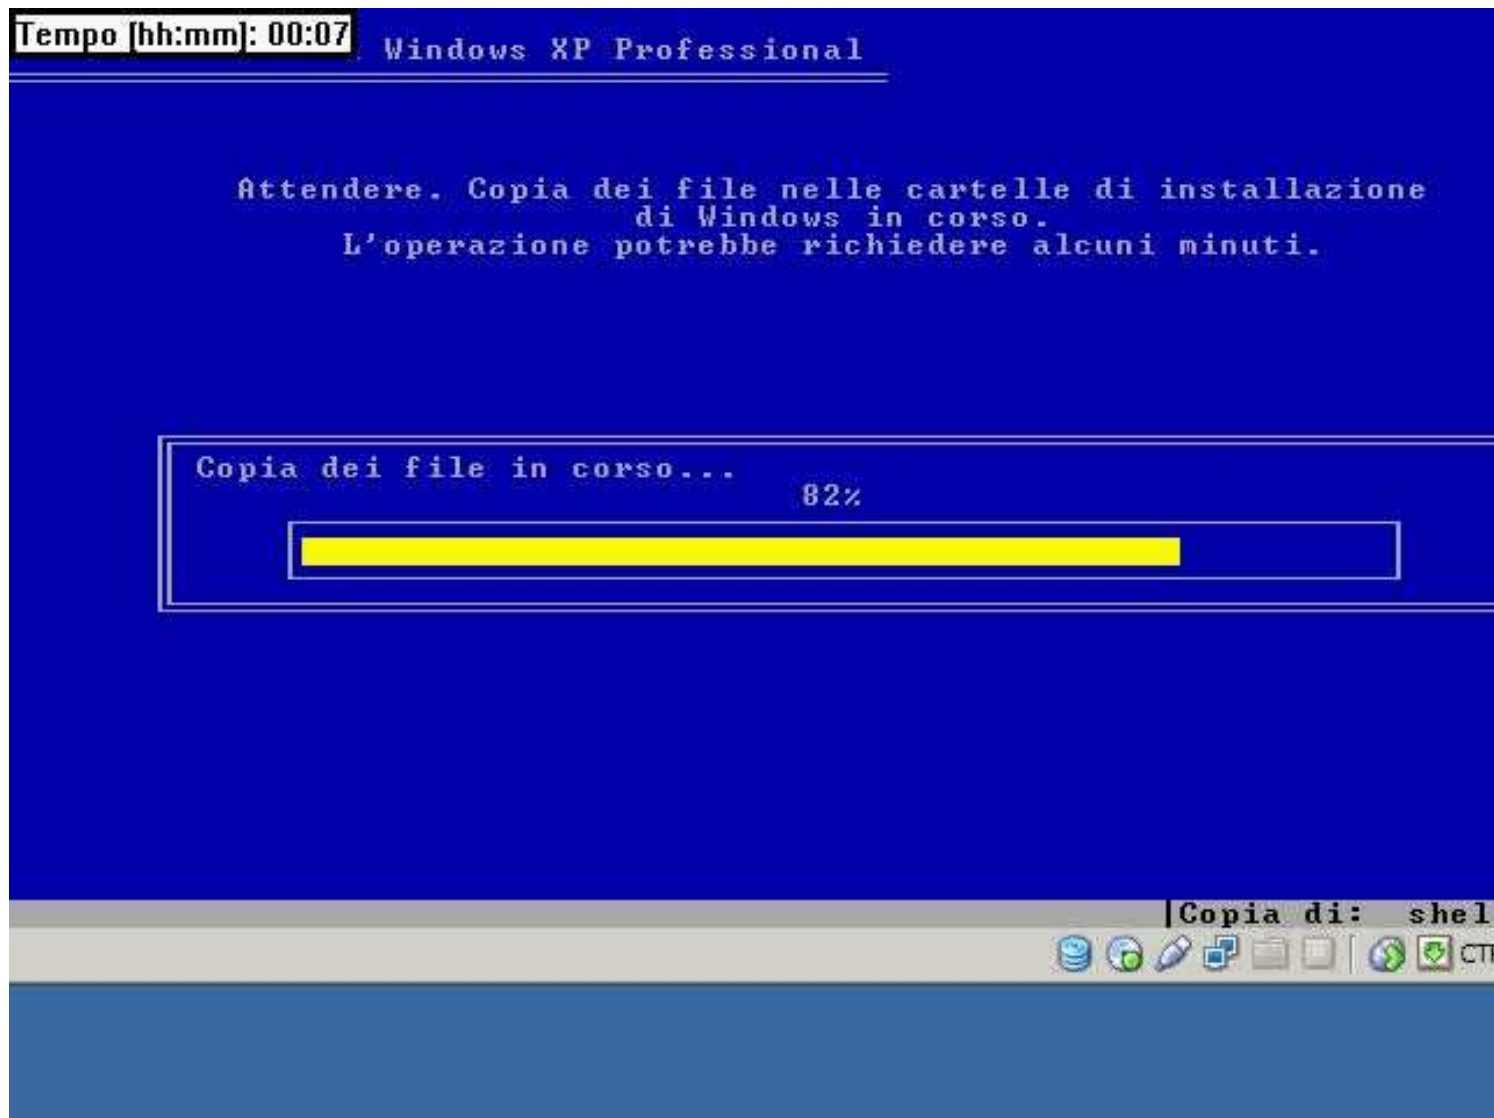 Tempo [hh:mm]: 00:07
Windows XP Professional
Attendere. Copia dei file nelle cartelle di installazione
di Windows in corso.
L'operazione potrebbe richiedere alcuni minuti.
Copia dei file in corso...
82%
|Copia di: shel